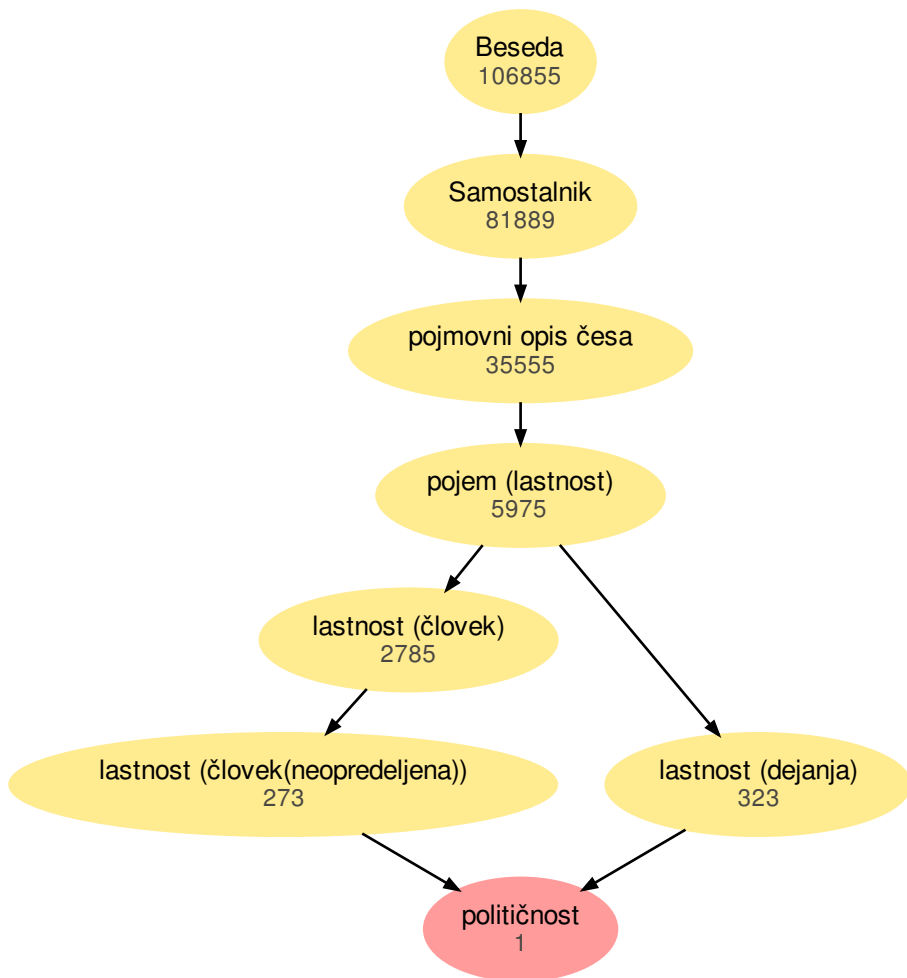 Beseda
106855
Samostalnik
81889
pojmovni opis česa
35555
pojem (lastnost)
5975
lastnost (človek)
2785
lastnost (človek(neopredeljena))
273
lastnost (dejanja)
323
političnost
1